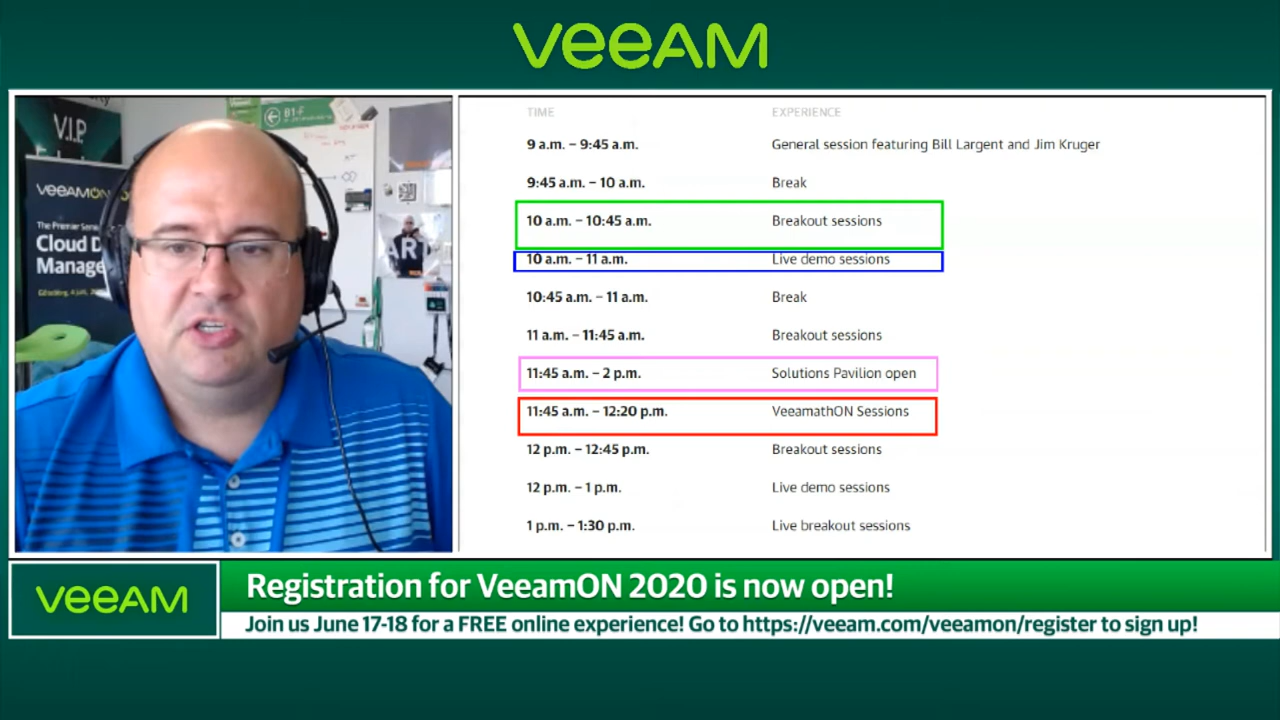 veeAM
V.I.P.
B1-F
veeAMON
The Premier
Cloud D
Manage
ART
TIME EXPERIENCE
9 a.m. – 9:45 a.m. General session featuring Bill Largent and Jim Kruger
9:45 a.m. – 10 a.m. Break
10 a.m. – 10:45 a.m. Breakout sessions
10 a.m. – 11 a.m. Live demo sessions
10:45 a.m. – 11 a.m. Break
11 a.m. – 11:45 a.m. Breakout sessions
11:45 a.m. – 2 p.m. Solutions Pavilion open
11:45 a.m. – 12:20 p.m. VeeamathON Sessions
12 p.m. – 12:45 p.m. Breakout sessions
12 p.m. – 1 p.m. Live demo sessions
1 p.m. – 1:30 p.m. Live breakout sessions
veeAM
Registration for VeeamON 2020 is now open!
Join us June 17-18 for a FREE online experience! Go to https://veeam.com/veeamon/register to sign up!